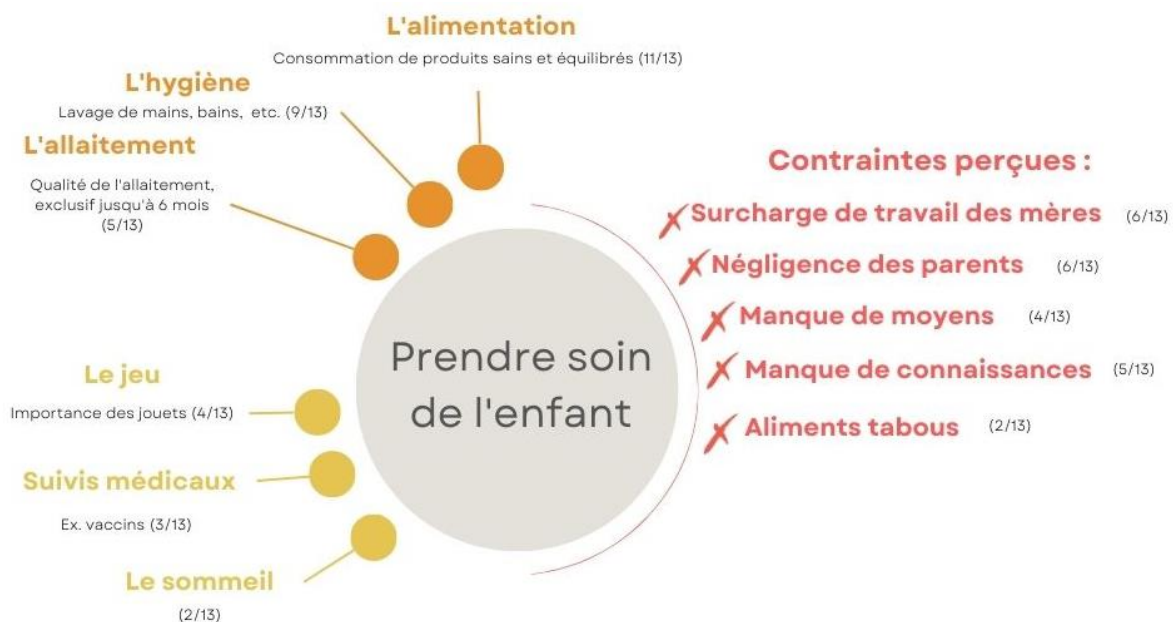 L'alimentation
Consommation de produits sains et équilibrés (11/13)
L'hygiène
Lavage de mains, bains, etc. (9/13)
L'allaitement
Qualité de l'allaitement,
exclusif jusqu'à 6 mois
(5/13)
Le jeu
Importance des jouets (4/13)
Suivis médicaux
Ex. vaccins (3/13)
Le sommeil
(2/13)
Prendre soin
de l'enfant
Contraintes perçues :
Surcharge de travail des mères (6/13)
Négligence des parents (6/13)
Manque de moyens (4/13)
Manque de connaissances (5/13)
Aliments tabous (2/13)